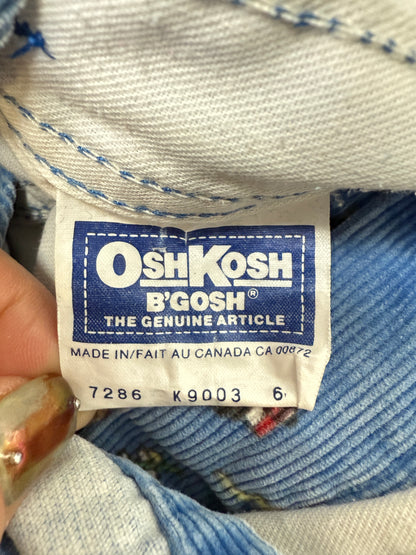 OSHKOSH
B'GOSH®
THE GENUINE ARTICLE
MADE IN/FAIT AU CANADA CA 00872
7286 K9003 6